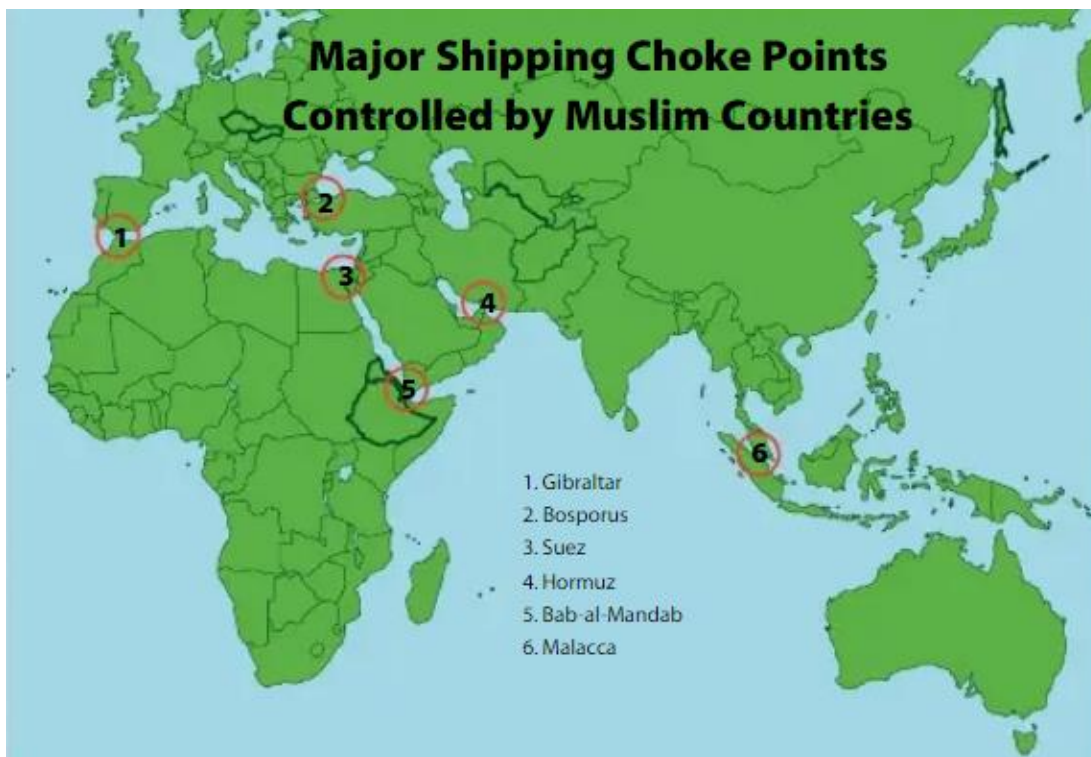 Major Shipping Choke Points
Controlled by Muslim Countries
1
2
3
4
5
6
1. Gibraltar
2. Bosporus
3. Suez
4. Hormuz
5. Bab-al-Mandab
6. Malacca